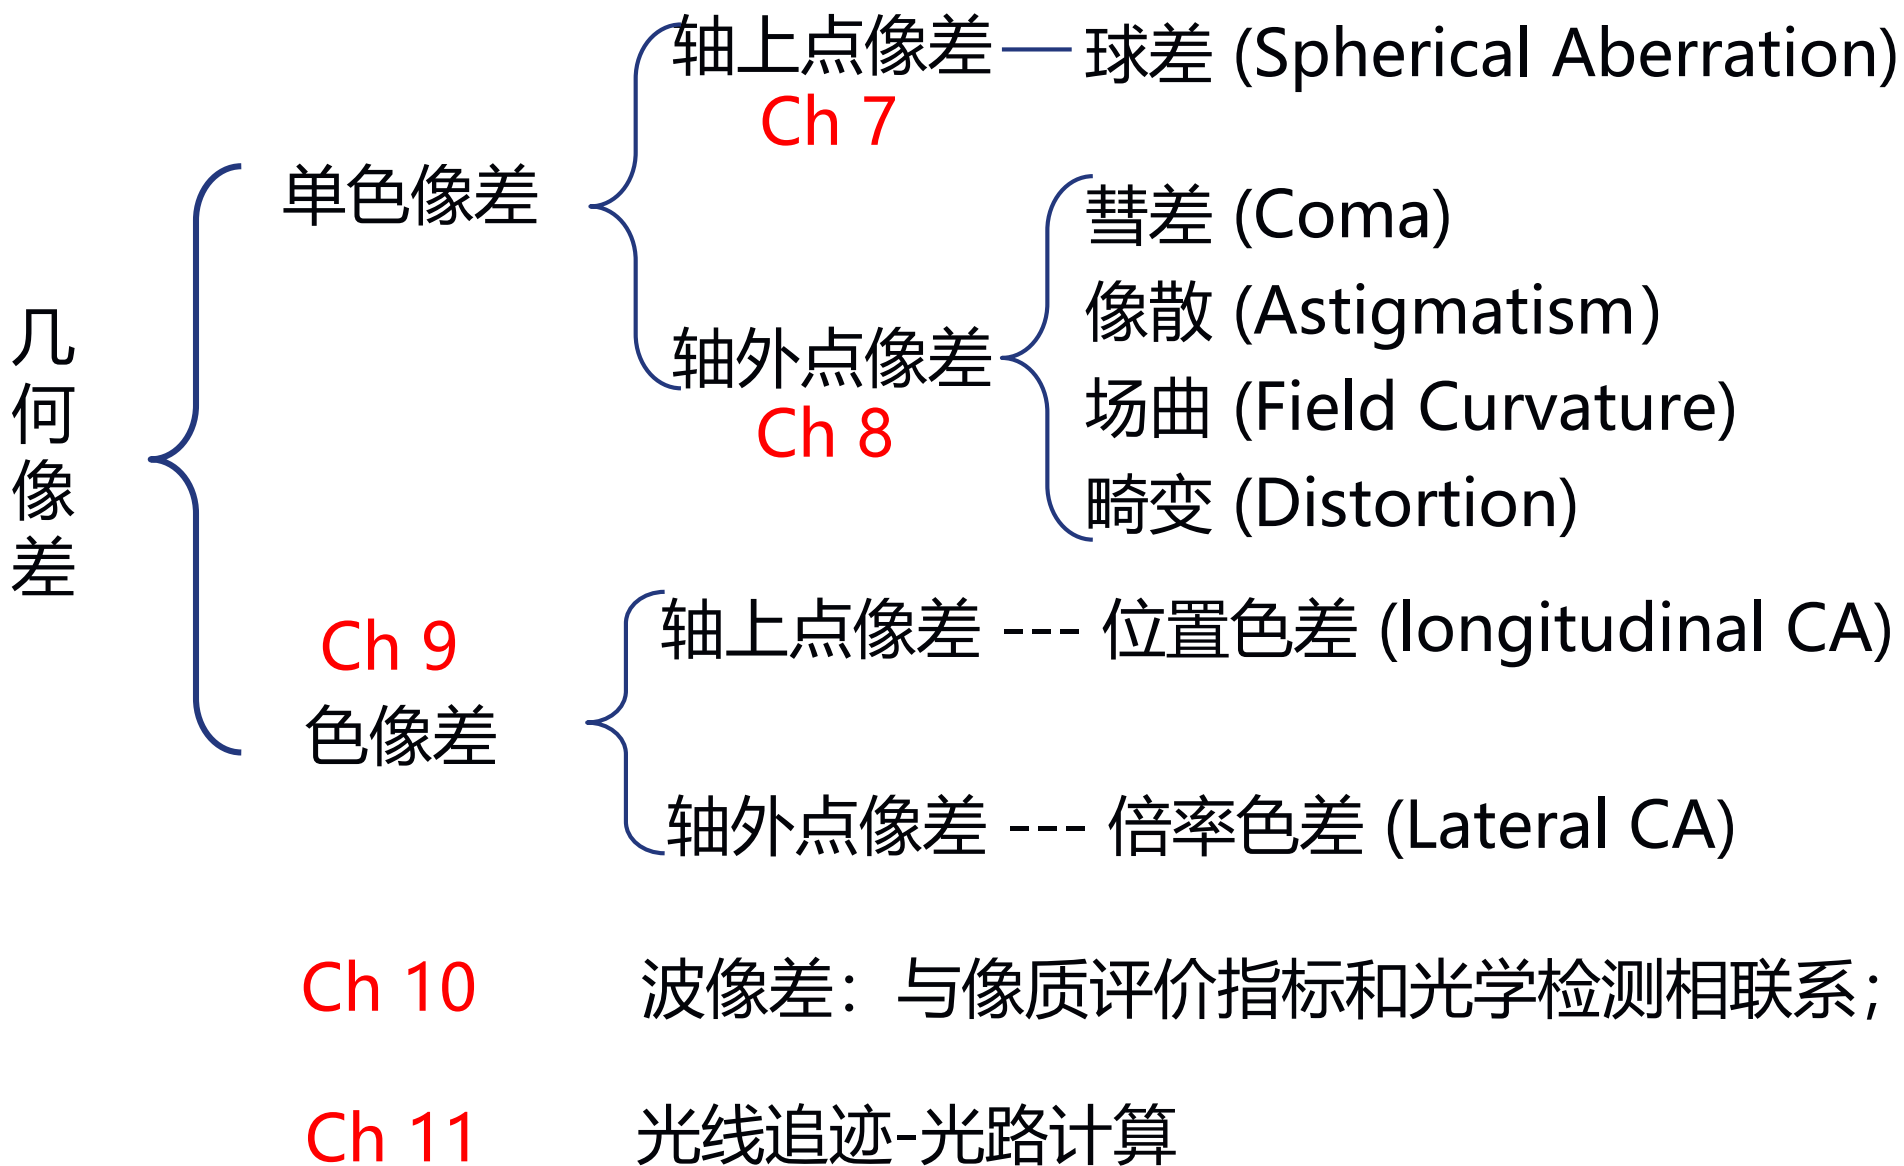 轴上点像差 — 球差 (Spherical Aberration)
Ch 7
单色像差
彗差 (Coma)
像散 (Astigmatism）
轴外点像差
Ch 8
场曲 (Field Curvature)
畸变 (Distortion)
几何像差
Ch 9
色像差
轴上点像差 --- 位置色差 (longitudinal CA)
轴外点像差 --- 倍率色差 (Lateral CA)
Ch 10 波像差：与像质评价指标和光学检测相联系；
Ch 11 光线追迹-光路计算